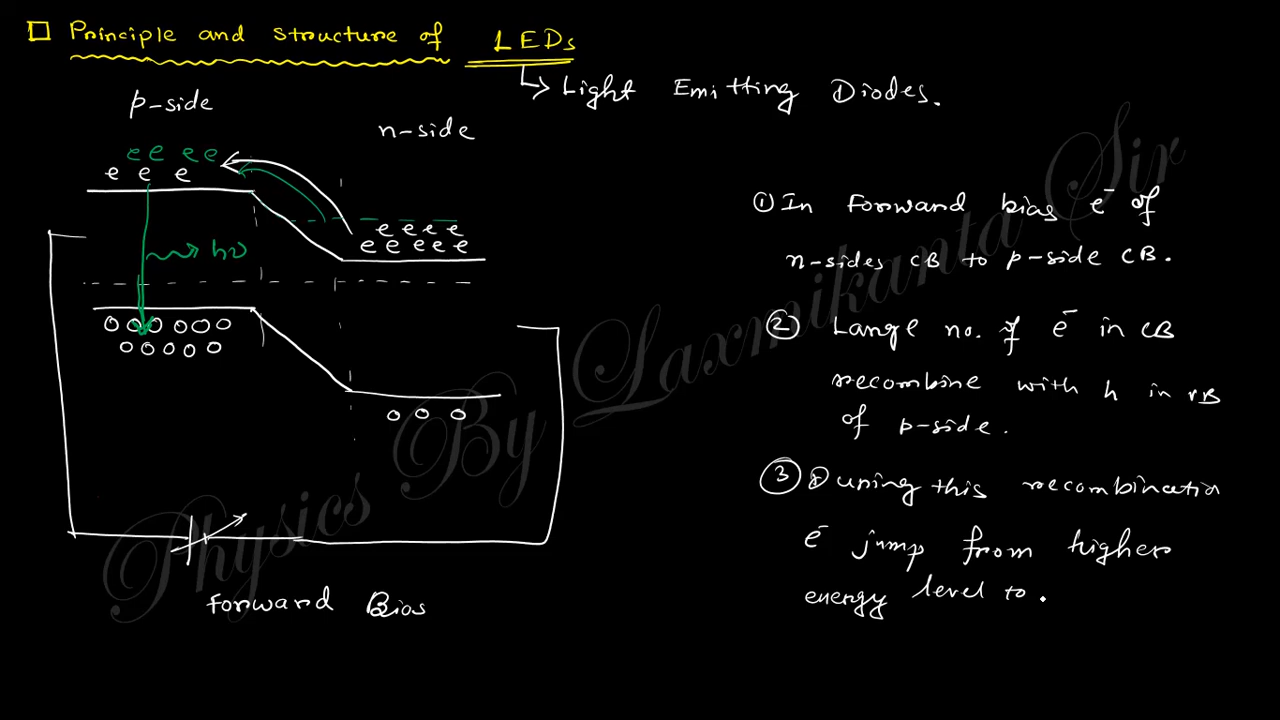 Principle and structure of LEDs
Light Emitting Diodes.
p-side
n-side
e e e e
e e e
e e e e
e e e e e
hν
① In Forward bias e⁻ of
n-sides CB to p-side CB.
② Lange no. of e⁻ in CB
recombine with h in VB
of p-side.
③ During this recombination
e⁻ jump from higher
energy level to .
Forward Bias
Physics By Laxmikanta Sir